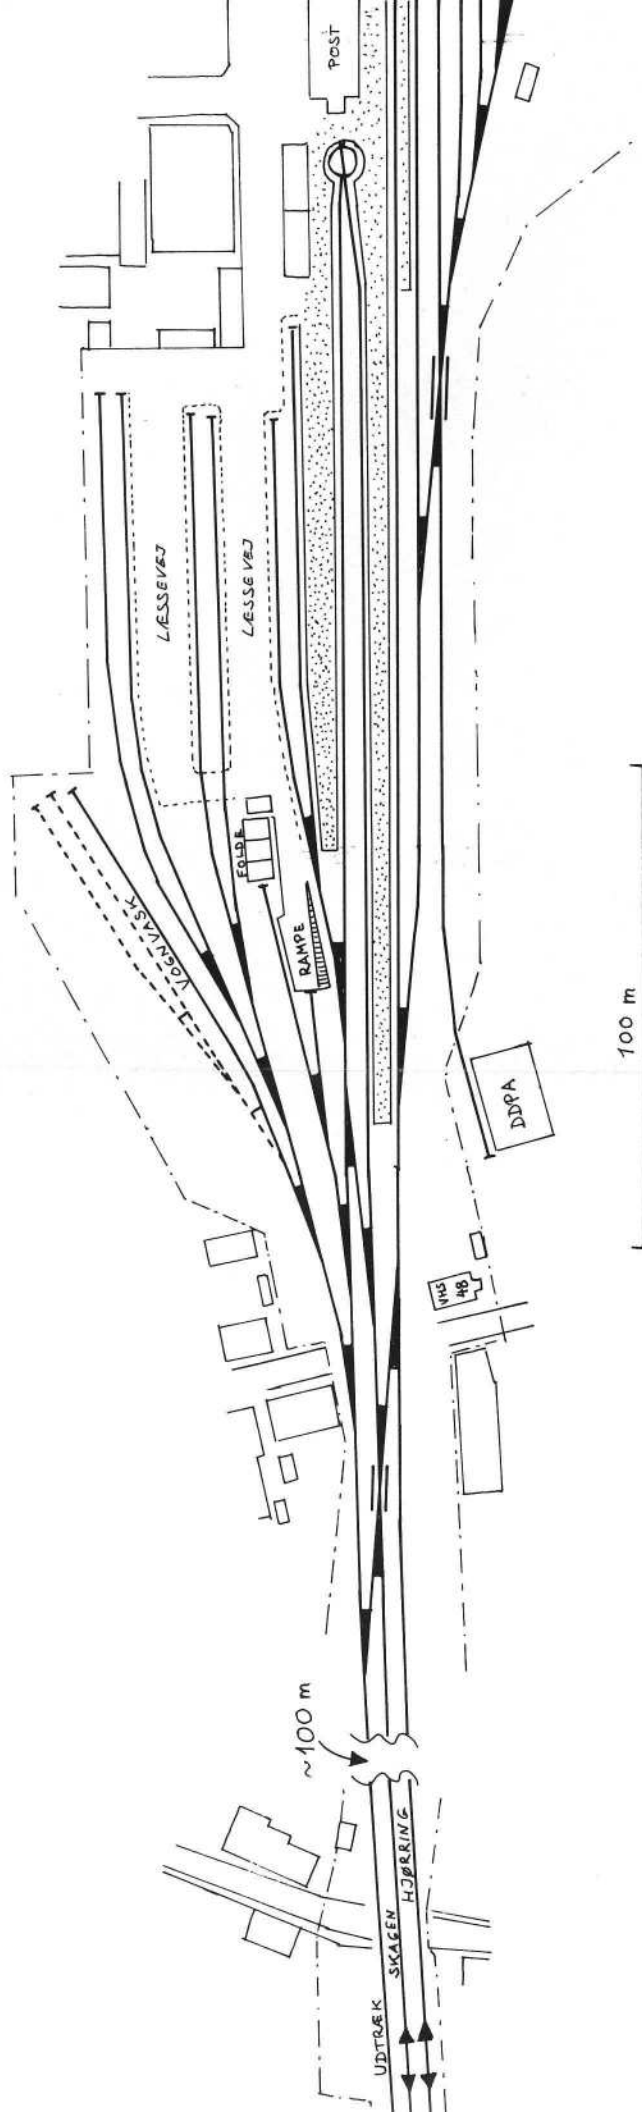 POST
LÆSSEVEJ
LÆSSEVEJ
FOLDE
VOGNVASK
RAMPE
DDPA
100 m
VHS
48
~100 m
HJØRRING
SKAGEN
UDTRÆK